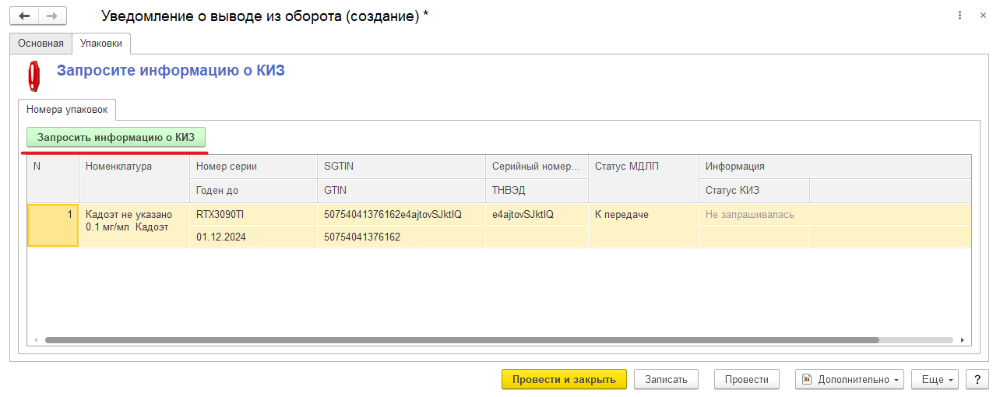 Уведомление о выводе из оборота (создание) *
Основная
Упаковки
Запросите информацию о КИЗ
Номера упаковок
Запросить информацию о КИЗ
N
Номенклатура
Номер серии
SGTIN
Серийный номер...
Статус МДЛП
Информация
Годен до
GTIN
ТНВЭД
Статус КИЗ
1
Кадоэт не указано
0.1 мг/мл Кадоэт
RTX3090TI
50754041376162e4ajtovSJktIQ
e4ajtovSJktIQ
К передаче
Не запрашивалась
01.12.2024
50754041376162
Провести и закрыть
Записать
Провести
Дополнительно
Еще
?